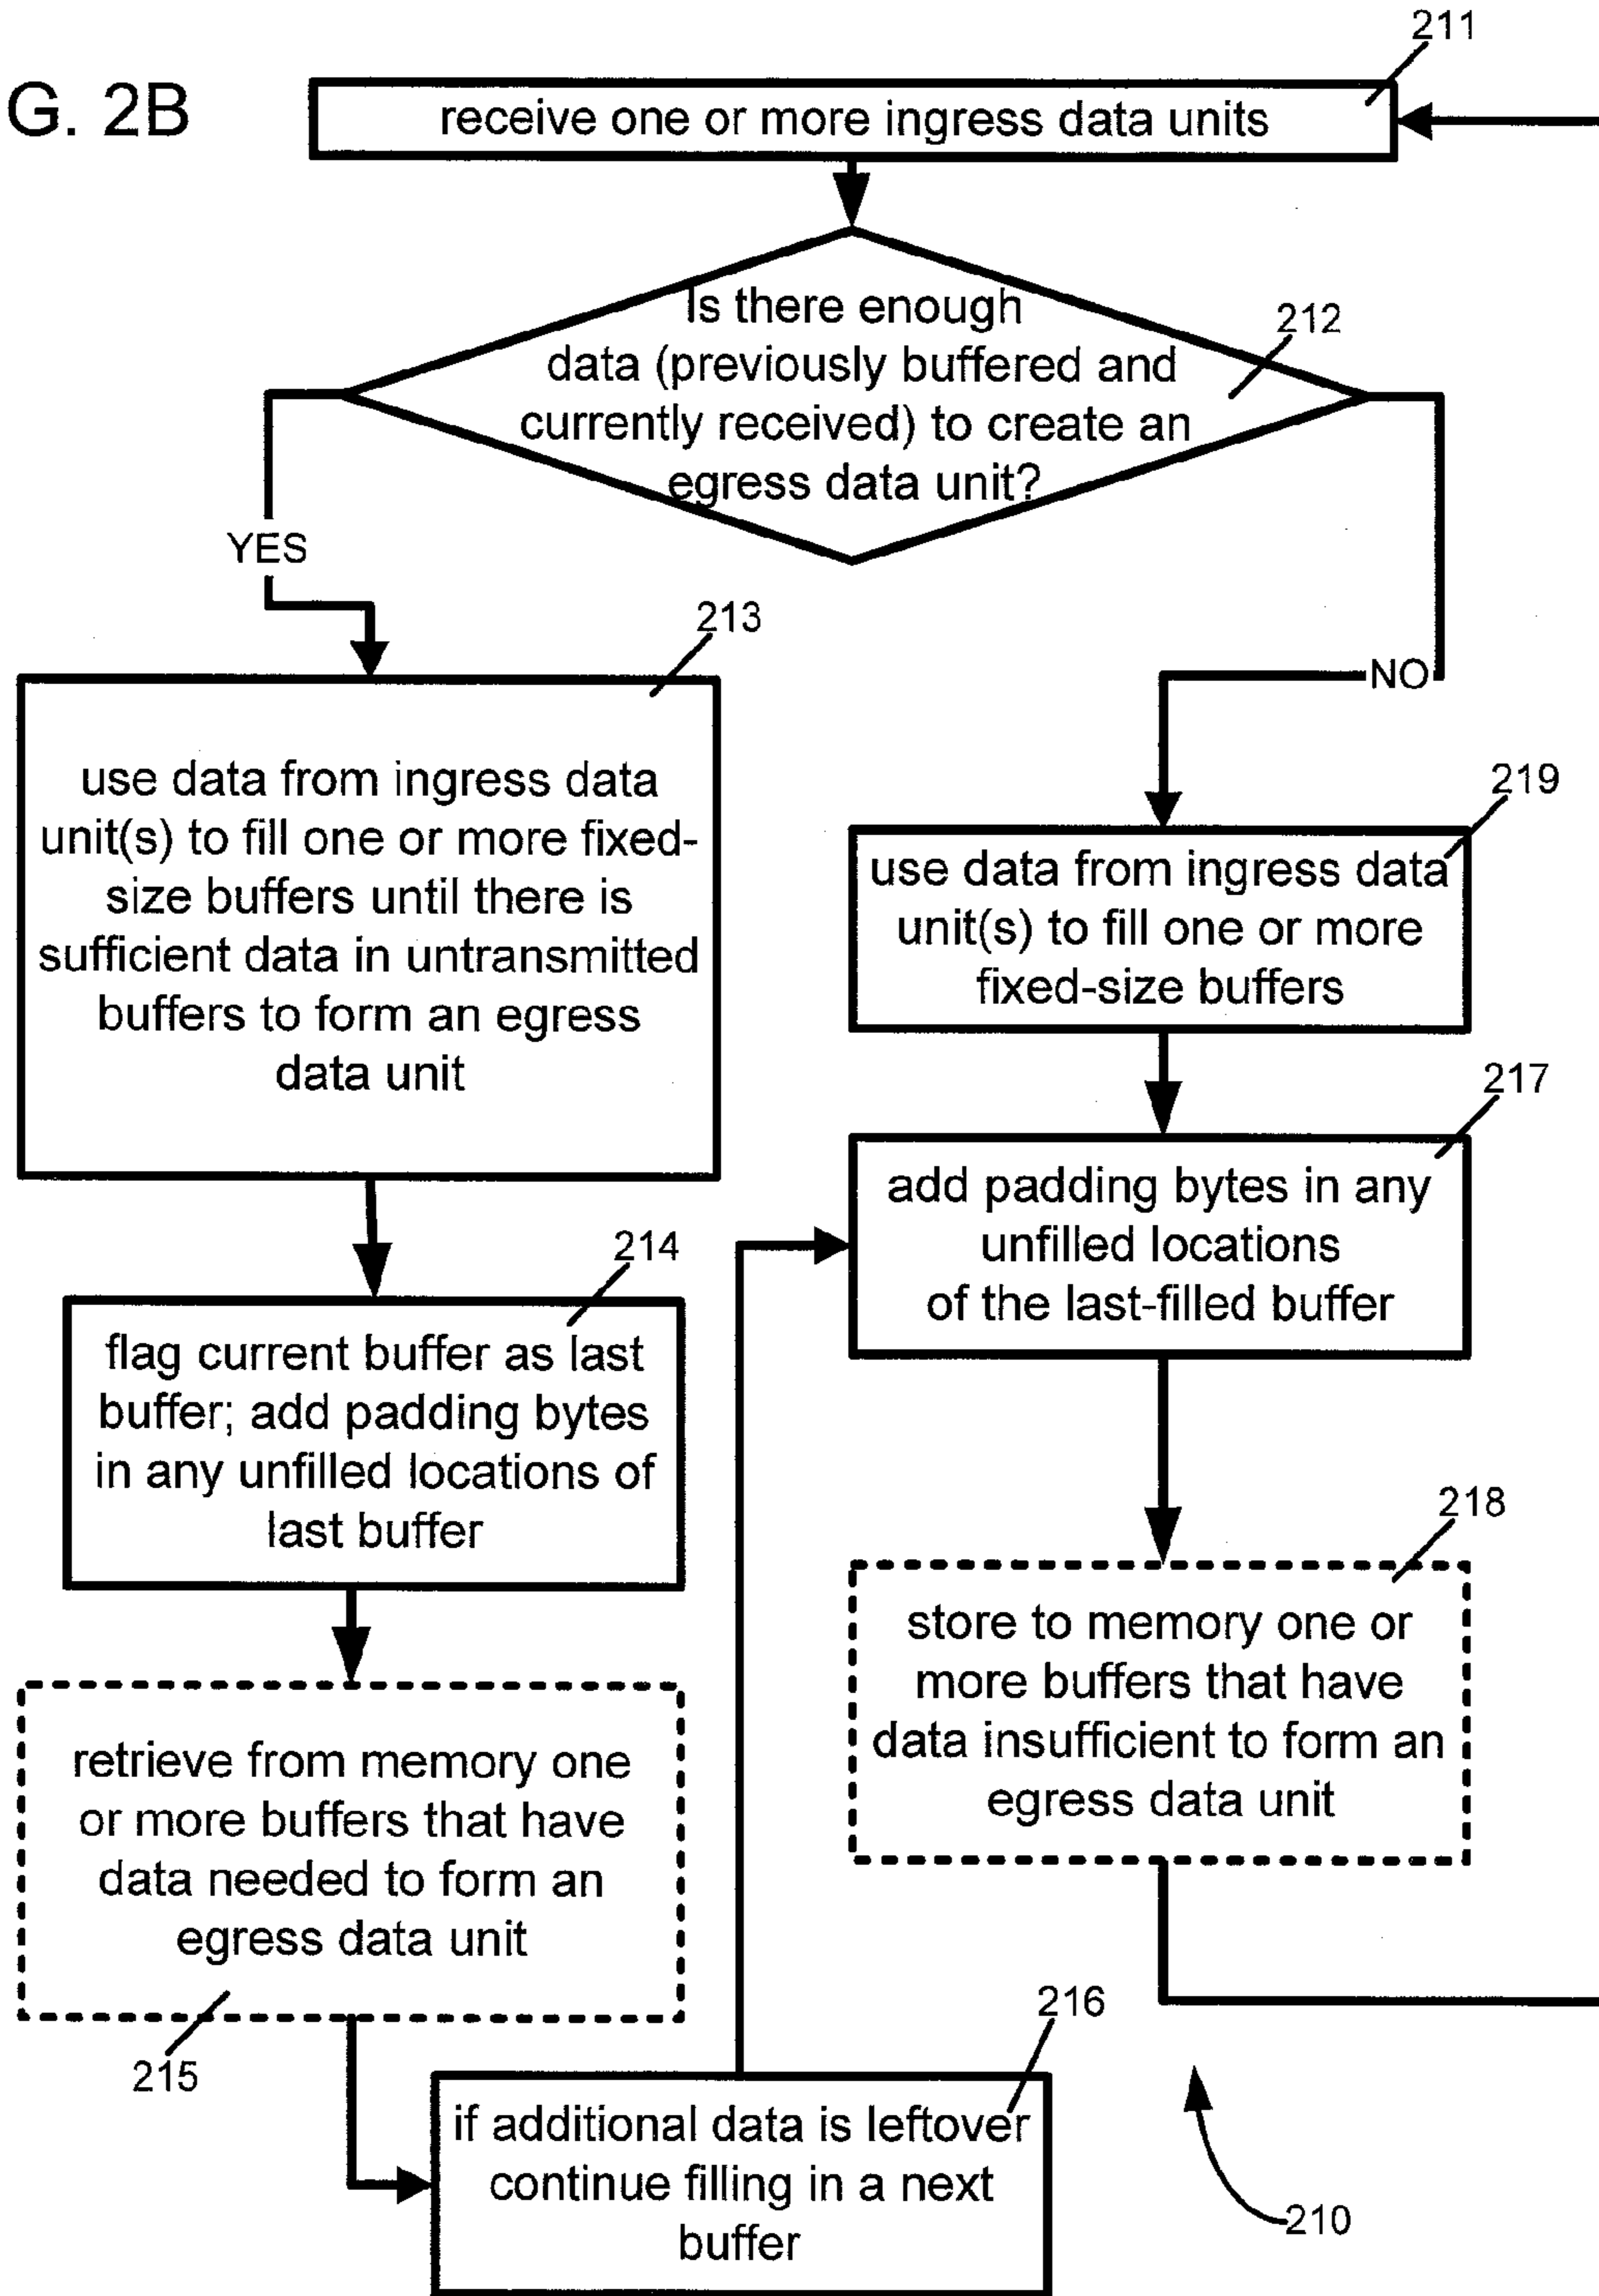 211
G. 2B
receive one or more ingress data units
Is there enough
data (previously buffered and
currently received) to create an
egress data unit?
212
YES
NO
213
use data from ingress data
unit(s) to fill one or more fixed-
size buffers until there is
sufficient data in untransmitted
buffers to form an egress
data unit
219
use data from ingress data
unit(s) to fill one or more
fixed-size buffers
217
add padding bytes in any
unfilled locations
of the last-filled buffer
214
flag current buffer as last
buffer; add padding bytes
in any unfilled locations of
last buffer
218
store to memory one or
more buffers that have
data insufficient to form an
egress data unit
retrieve from memory one
or more buffers that have
data needed to form an
egress data unit
215
216
if additional data is leftover
continue filling in a next
buffer
210